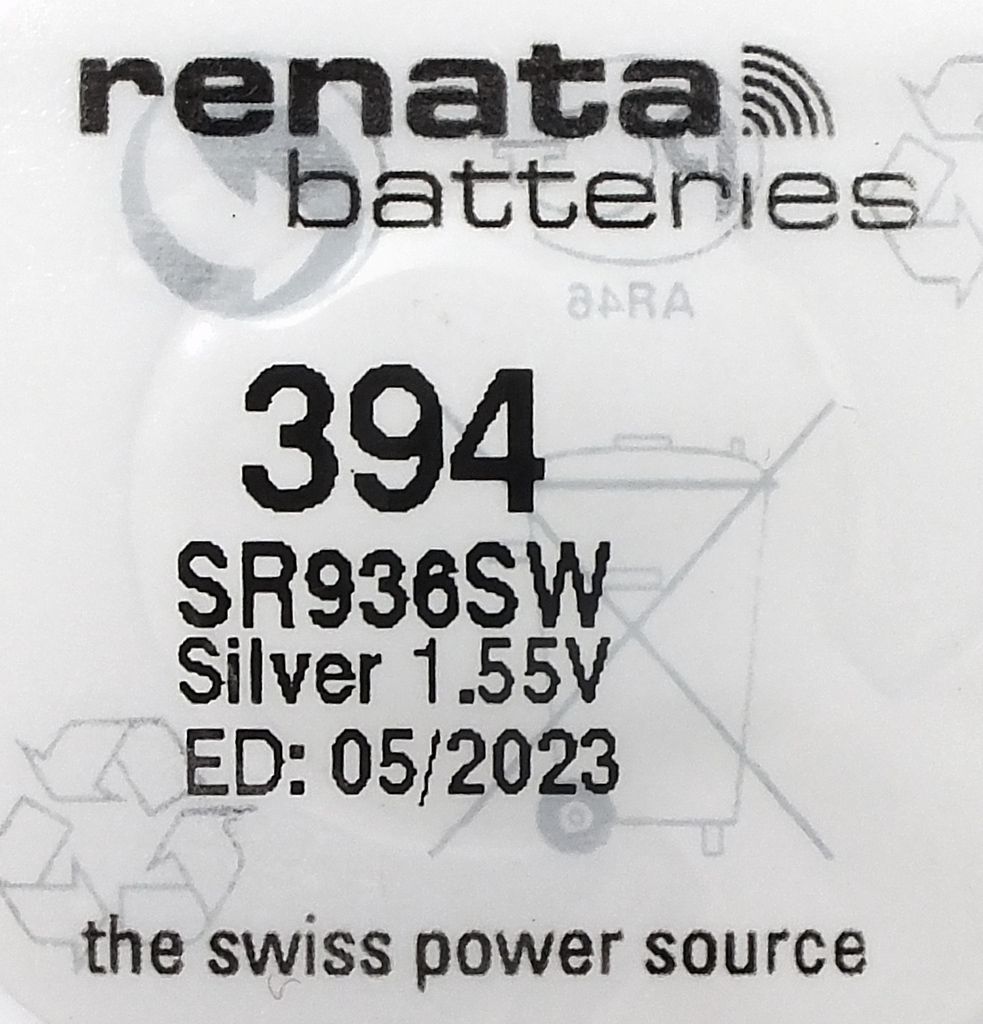 renata
batteries
AR46
394
SR936SW
Silver 1.55V
ED: 05/2023
the swiss power source